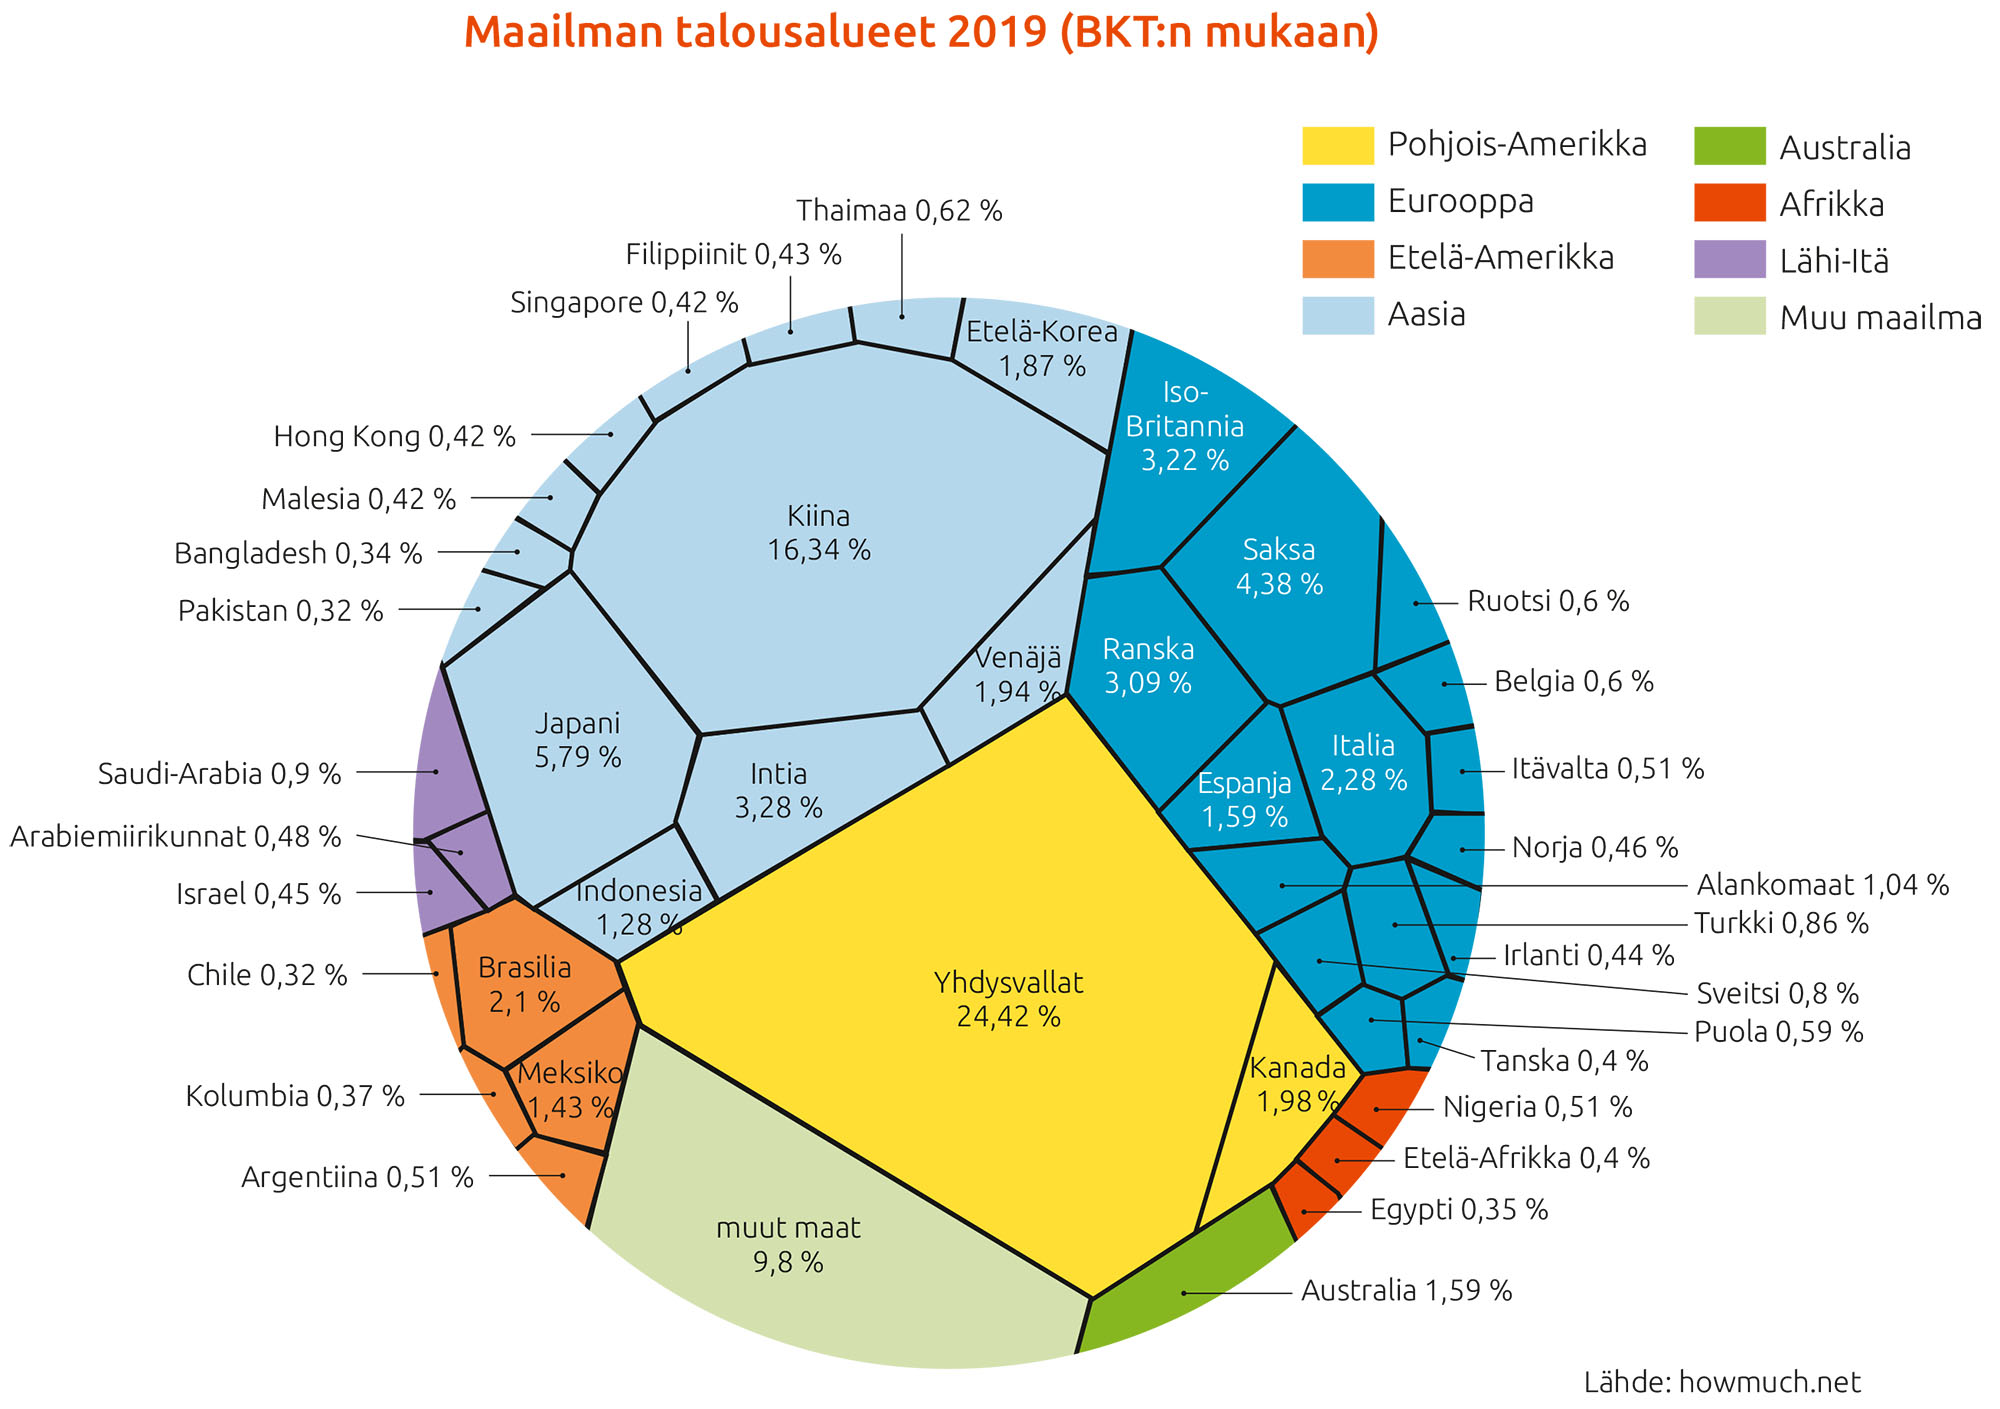 Maailman talousalueet 2019 (BKT:n mukaan)
Pohjois-Amerikka
Eurooppa
Etelä-Amerikka
Aasia
Australia
Afrikka
Lähi-Itä
Muu maailma
Thaimaa 0,62 %
Filippiinit 0,43 %
Singapore 0,42 %
Hong Kong 0,42 %
Malesia 0,42 %
Bangladesh 0,34 %
Pakistan 0,32 %
Etelä-Korea
1,87 %
Kiina
16,34 %
Venäjä
1,94 %
Japani
5,79 %
Intia
3,28 %
Indonesia
1,28 %
Iso-
Britannia
3,22 %
Saksa
4,38 %
Ranska
3,09 %
Espanja
1,59 %
Italia
2,28 %
Ruotsi 0,6 %
Belgia 0,6 %
Itävalta 0,51 %
Norja 0,46 %
Alankomaat 1,04 %
Turkki 0,86 %
Irlanti 0,44 %
Sveitsi 0,8 %
Puola 0,59 %
Tanska 0,4 %
Nigeria 0,51 %
Etelä-Afrikka 0,4 %
Egypti 0,35 %
Australia 1,59 %
Saudi-Arabia 0,9 %
Arabiemiirikunnat 0,48 %
Israel 0,45 %
Chile 0,32 %
Kolumbia 0,37 %
Argentiina 0,51 %
Brasilia
2,1 %
Meksiko
1,43 %
Yhdysvallat
24,42 %
Kanada
1,98 %
muut maat
9,8 %
Lähde: howmuch.net